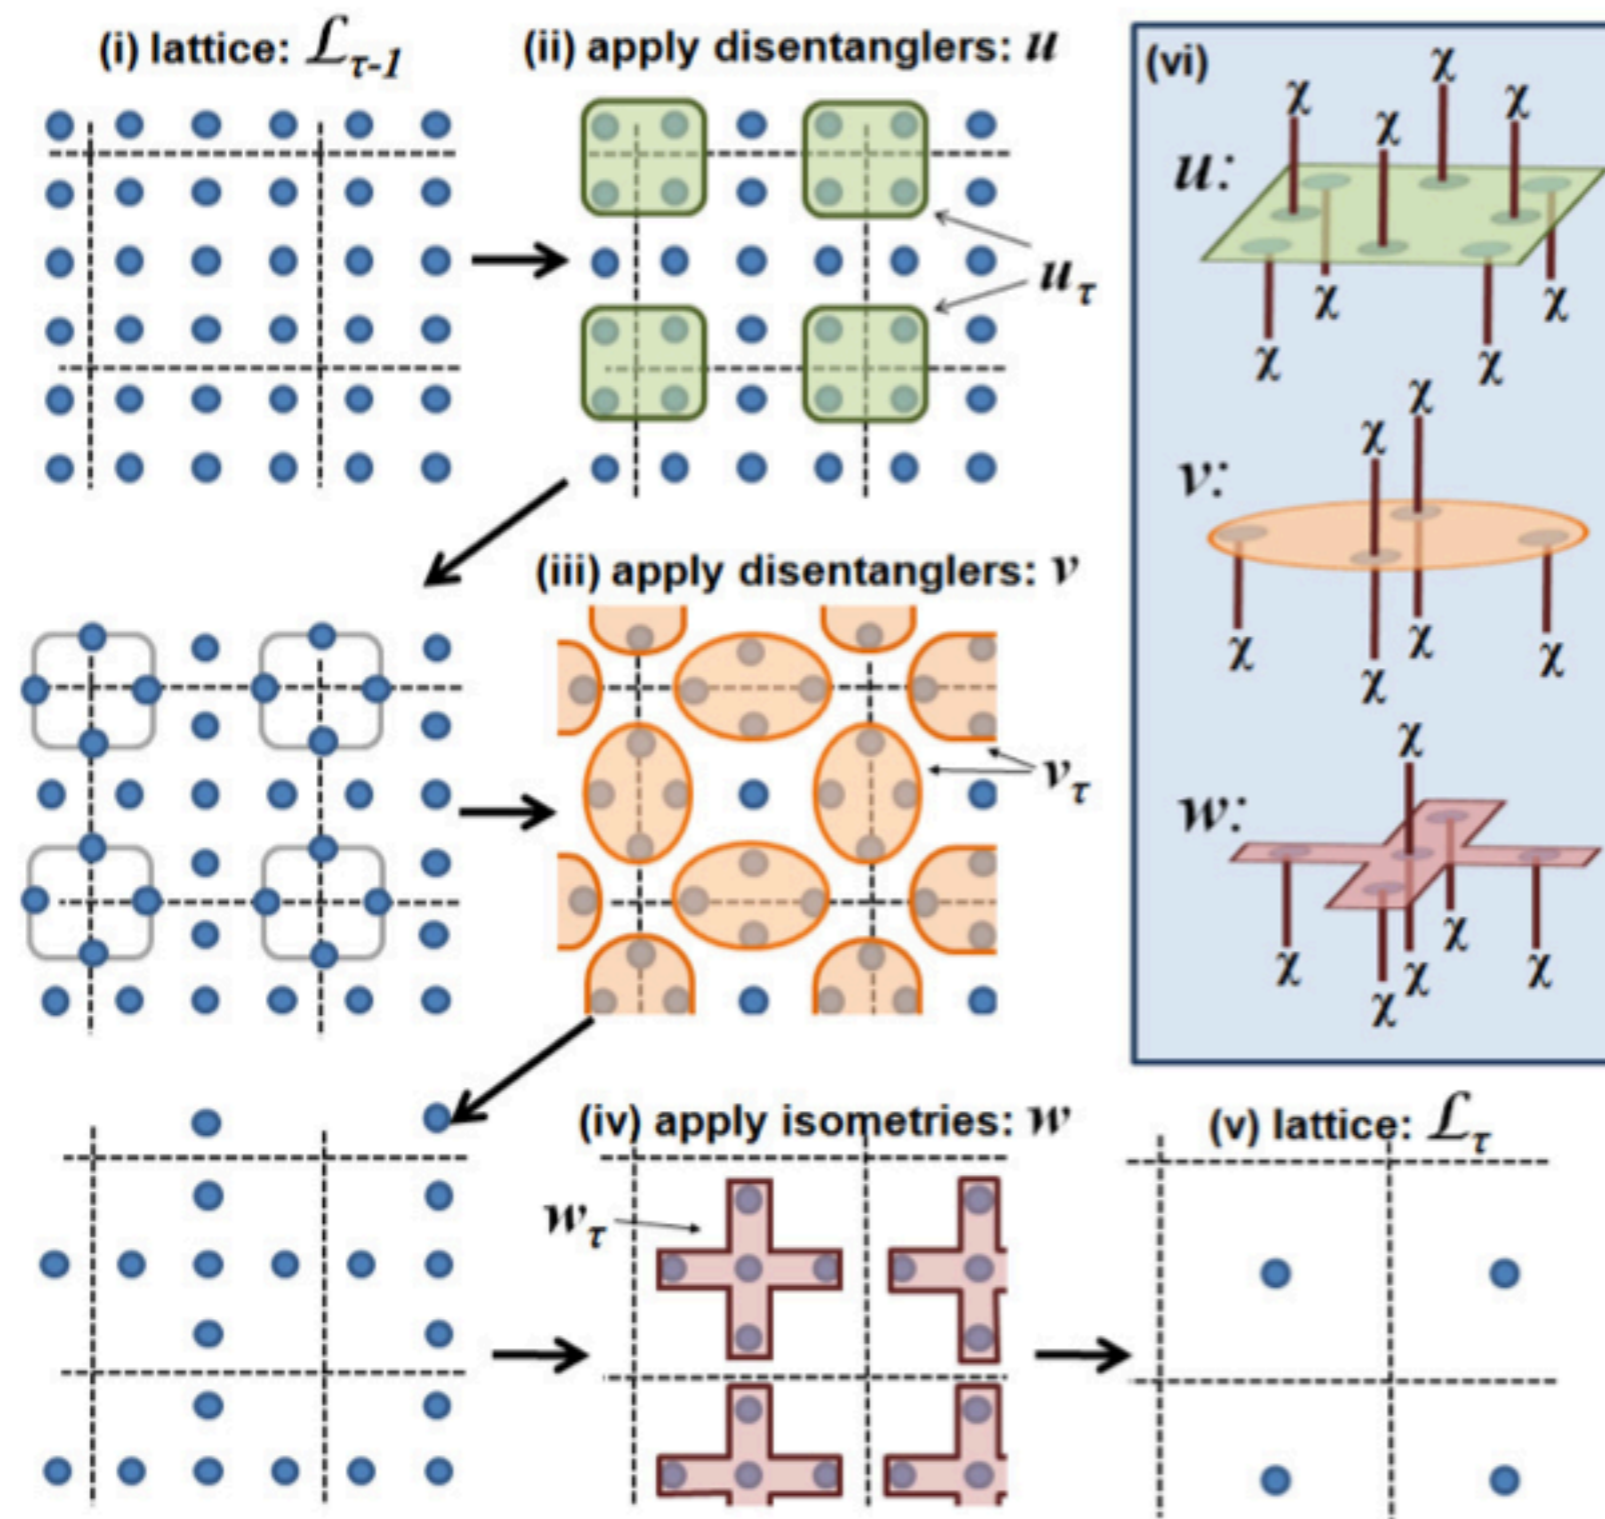 (i) lattice: ℒτ-1
(ii) apply disentanglers: u
uτ
(iii) apply disentanglers: v
vτ
(iv) apply isometries: w
wτ
(v) lattice: ℒτ
(vi)
χ
χ
χ
χ
u:
χ
χ
χ
χ
χ
χ
v:
χ
χ
χ
χ
χ
w:
χ
χ
χ
χ
χ